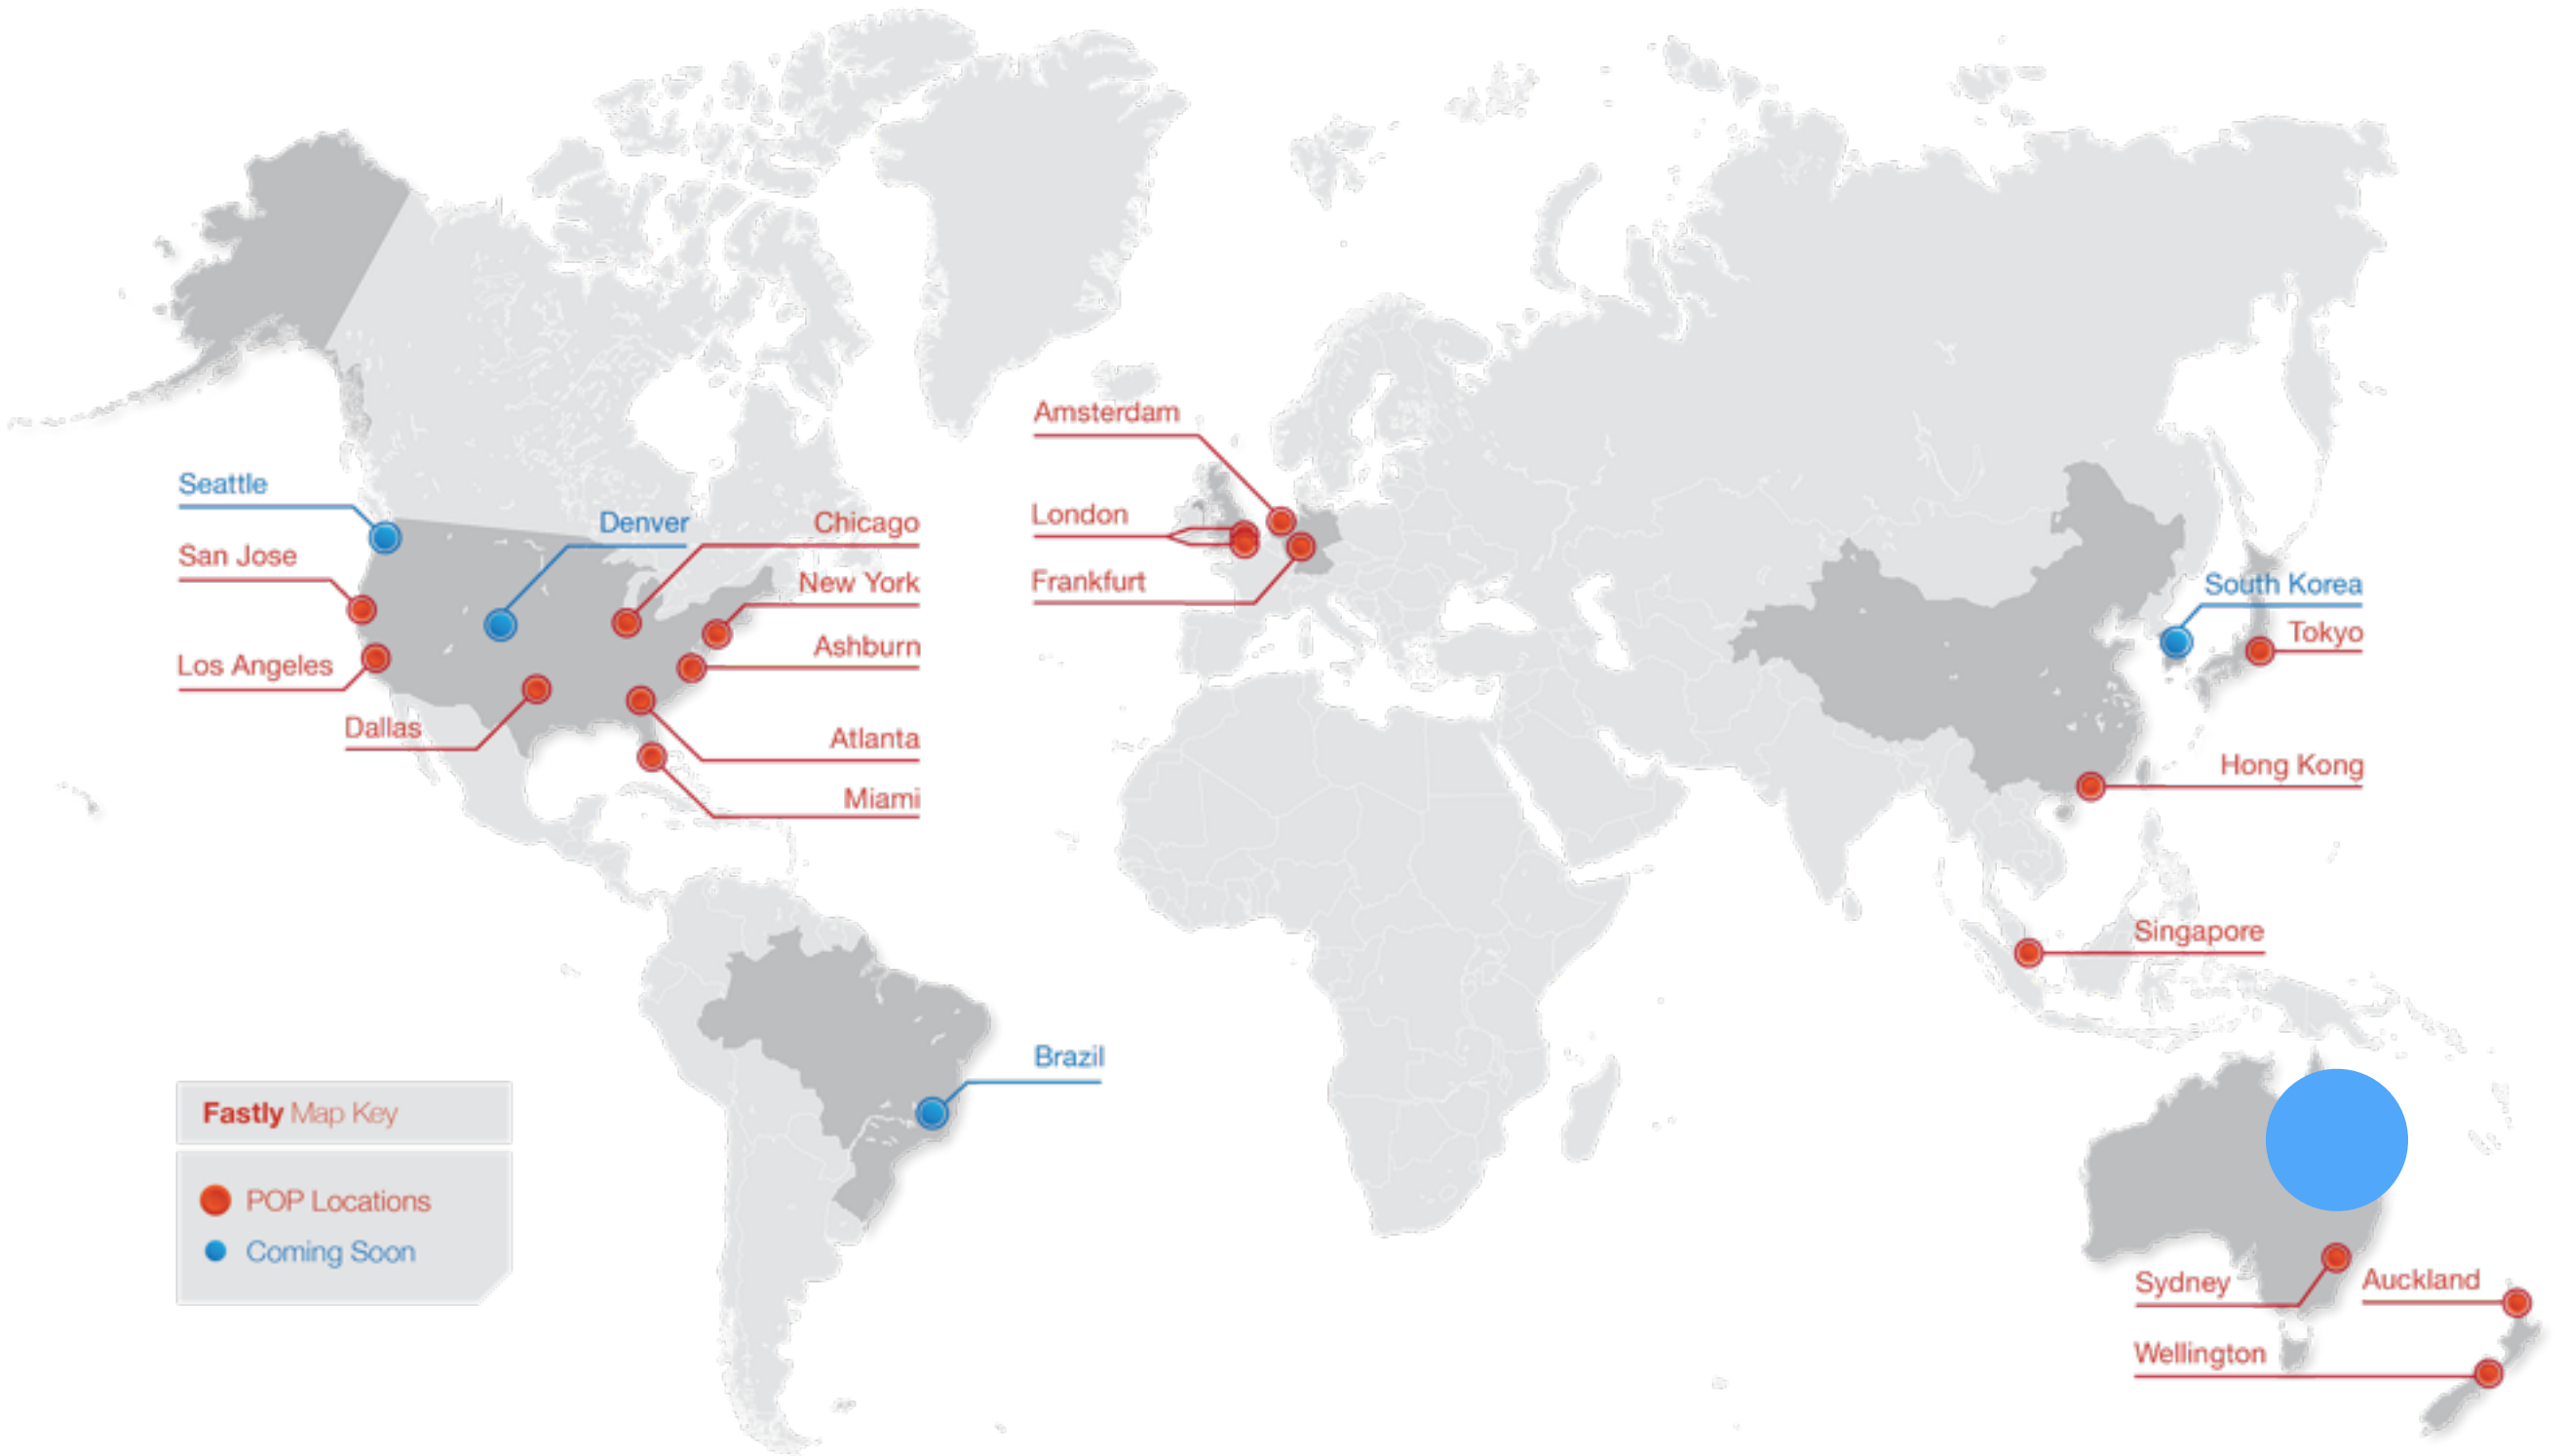 Amsterdam
Seattle
London
Denver
Chicago
San Jose
Frankfurt
New York
South Korea
Tokyo
Ashburn
Los Angeles
Dallas
Atlanta
Hong Kong
Miami
Singapore
Brazil
Fastly Map Key
POP Locations
Coming Soon
Sydney
Auckland
Wellington